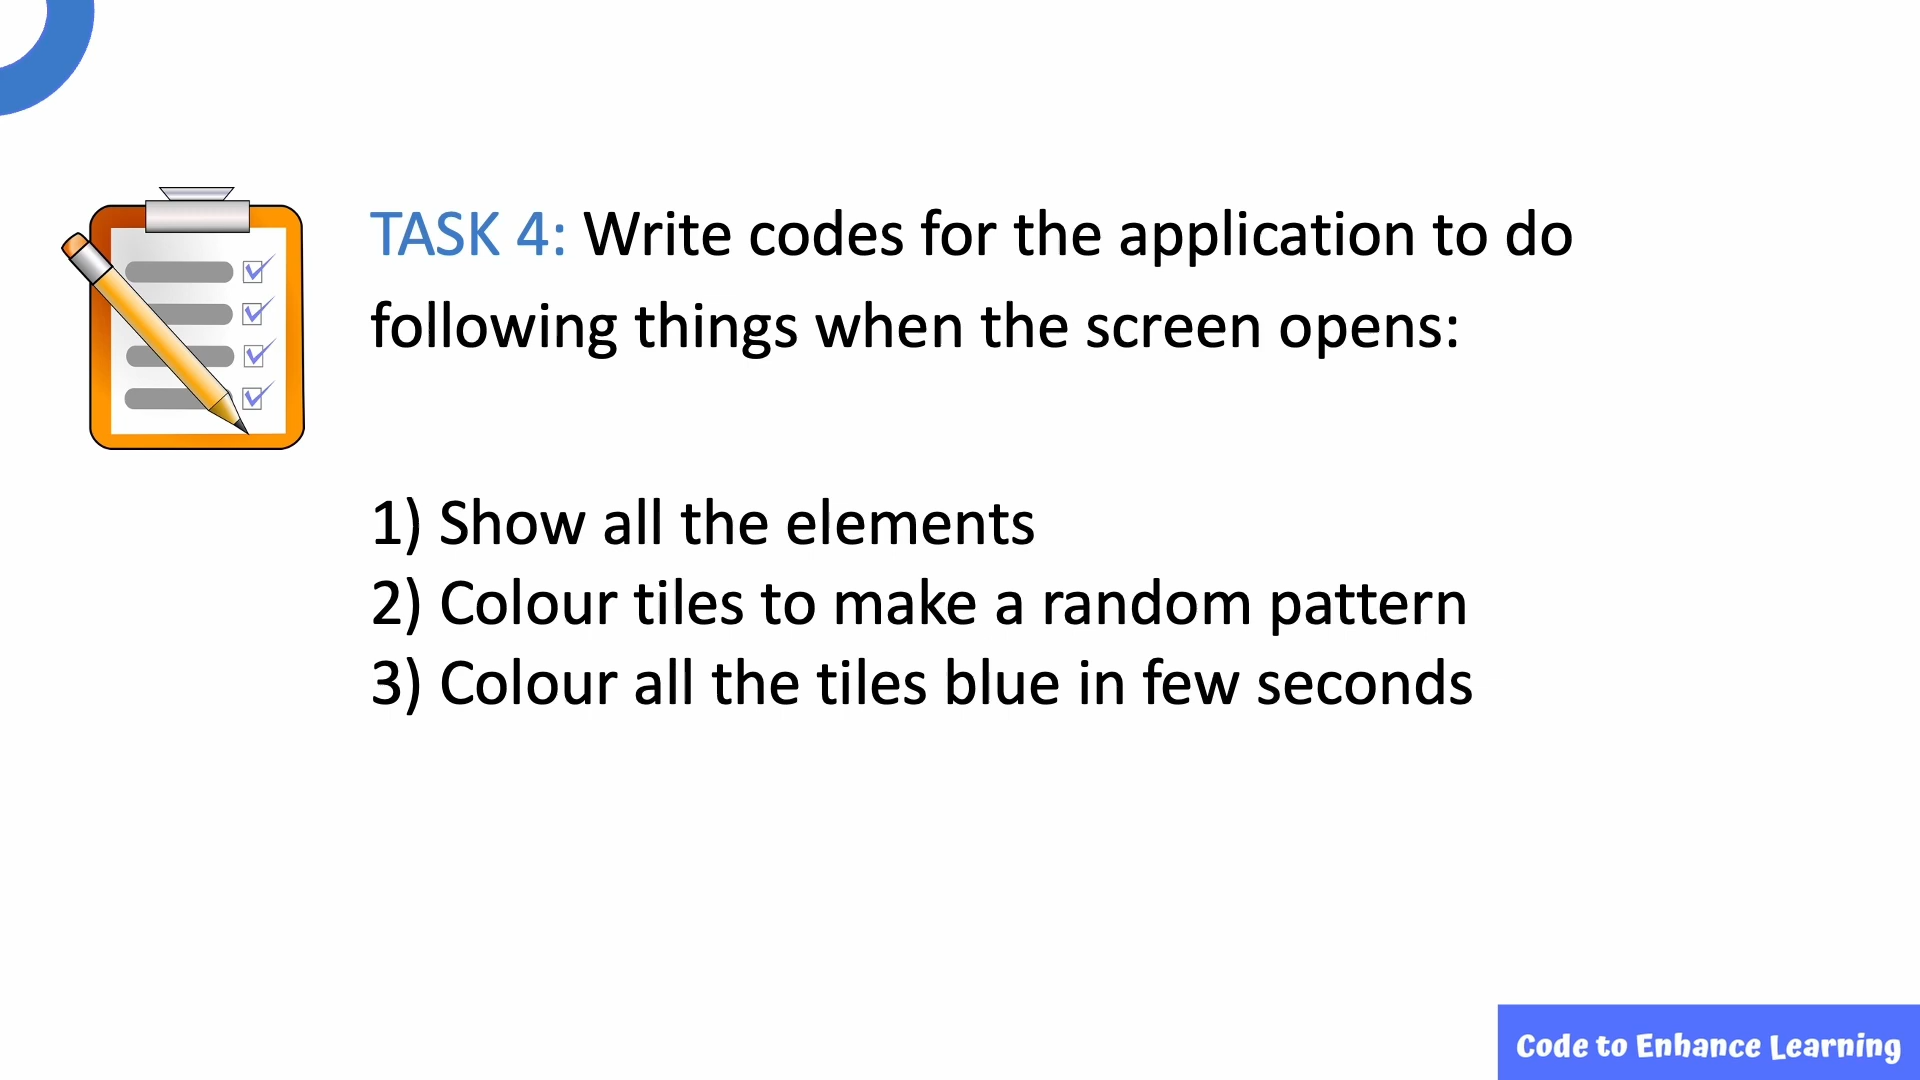 TASK 4: Write codes for the application to do
following things when the screen opens:
1) Show all the elements
2) Colour tiles to make a random pattern
3) Colour all the tiles blue in few seconds
Code to Enhance Learning